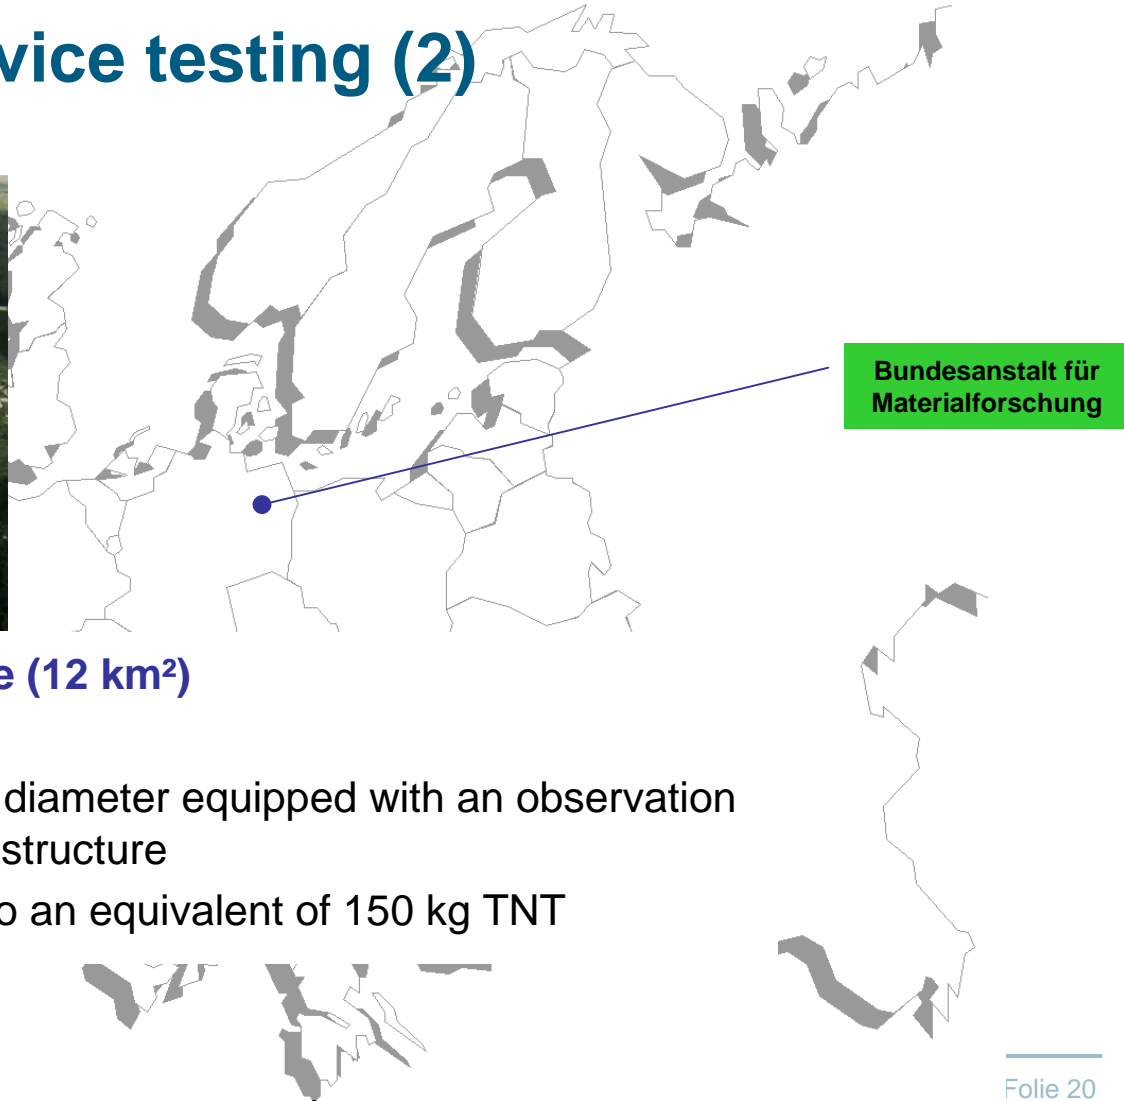 vice testing (2)
Bundesanstalt für
Materialforschung
e (12 km²)
diameter equipped with an observation
structure
o an equivalent of 150 kg TNT
Folie 20